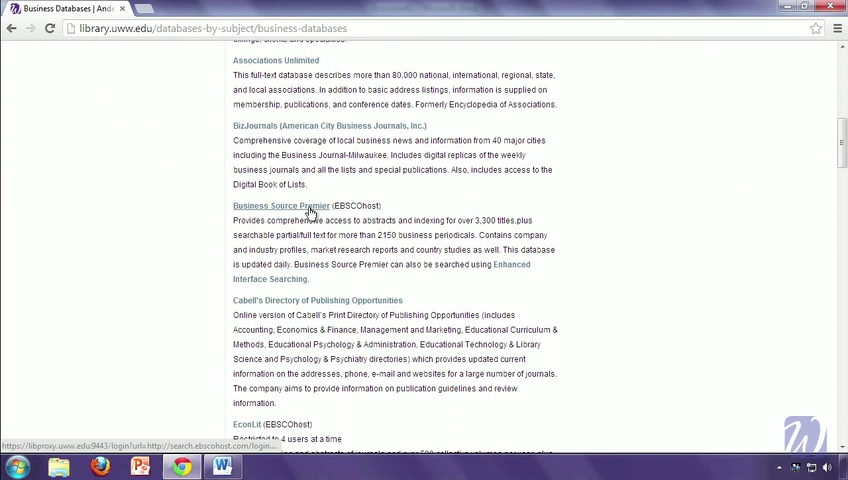 Business Databases | And
library.uww.edu/databases-by-subject/business-databases
Associations Unlimited
This full-text database describes more than 80,000 national, international, regional, state,
and local associations. In addition to basic address listings, information is supplied on
membership, publications, and conference dates. Formerly Encyclopedia of Associations.
BizJournals (American City Business Journals, Inc.)
Comprehensive coverage of local business news and information from 40 major cities
including the Business Journal-Milwaukee. Includes digital replicas of the weekly
business journals and all the lists and special publications. Also, includes access to the
Digital Book of Lists.
Business Source Premier (EBSCOhost)
Provides comprehensive access to abstracts and indexing for over 3,300 titles,plus
searchable partial/full text for more than 2150 business periodicals. Contains company
and industry profiles, market research reports and country studies as well. This database
is updated daily. Business Source Premier can also be searched using Enhanced
Interface Searching.
Cabell's Directory of Publishing Opportunities
Online version of Cabell's Print Directory of Publishing Opportunities (includes
Accounting, Economics & Finance, Management and Marketing, Educational Curriculum &
Methods, Educational Psychology & Administration, Educational Technology & Library
Science and Psychology & Psychiatry directories) which provides updated current
information on the addresses, phone, e-mail and websites for a large number of journals.
The company aims to provide information on publication guidelines and review
information.
EconLit (EBSCOhost)
Restricted to 4 users at a time
https://libproxy.uww.edu:9443/login?url=http://search.ebscohost.com/login....
W